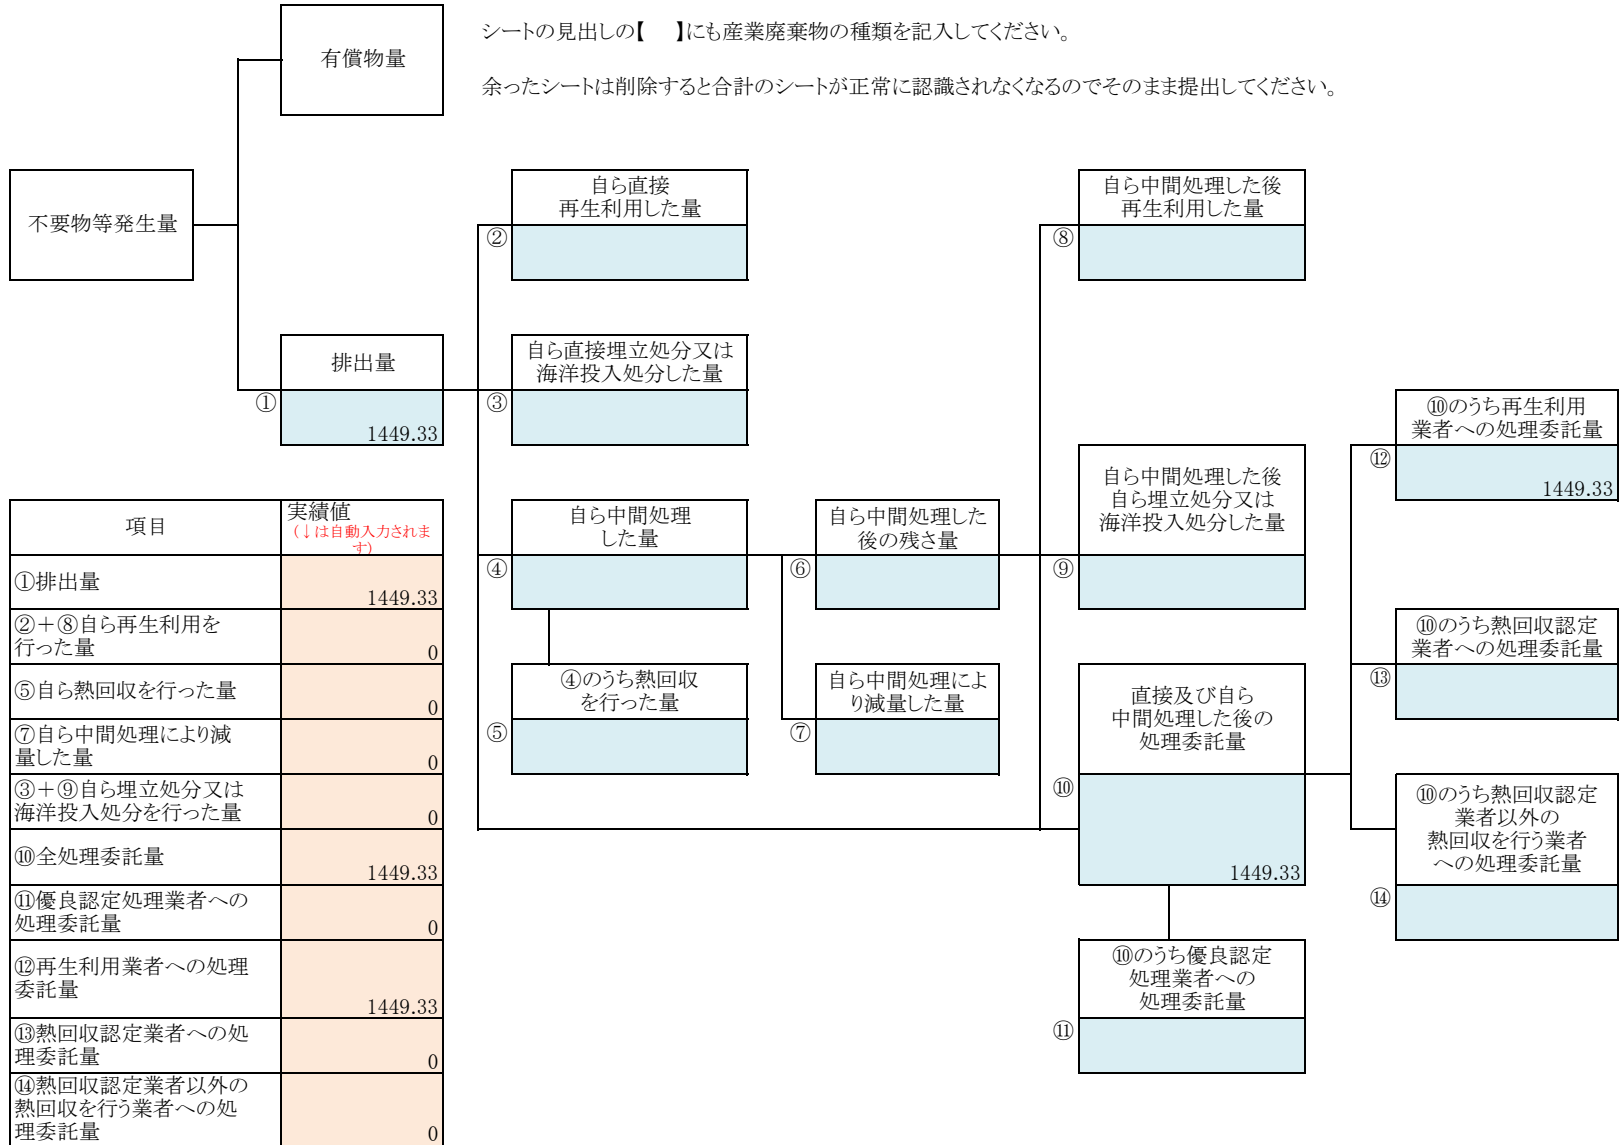 シートの見出しの【　】にも産業廃棄物の種類を記入してください。
余ったシートは削除すると合計のシートが正常に認識されなくなるのでそのまま提出してください。
有償物量
不要物等発生量
排出量
①
1449.33
自ら直接
再生利用した量
②
自ら直接埋立処分又は
海洋投入処分した量
③
自ら中間処理
した量
④
④のうち熱回収
を行った量
⑤
自ら中間処理した
後の残さ量
⑥
自ら中間処理によ
り減量した量
⑦
自ら中間処理した後
再生利用した量
⑧
自ら中間処理した後
自ら埋立処分又は
海洋投入処分した量
⑨
直接及び自ら
中間処理した後の
処理委託量
⑩
1449.33
⑩のうち優良認定
処理業者への
処理委託量
⑪
⑩のうち再生利用
業者への処理委託量
⑫
1449.33
⑩のうち熱回収認定
業者への処理委託量
⑬
⑩のうち熱回収認定
業者以外の
熱回収を行う業者
への処理委託量
⑭
項目
実績値
(↓は自動入力されま
す)
①排出量
1449.33
②＋⑧自ら再生利用を
行った量
0
⑤自ら熱回収を行った量
0
⑦自ら中間処理により減
量した量
0
③＋⑨自ら埋立処分又は
海洋投入処分を行った量
0
⑩全処理委託量
1449.33
⑪優良認定処理業者への
処理委託量
0
⑫再生利用業者への処理
委託量
1449.33
⑬熱回収認定業者への処
理委託量
0
⑭熱回収認定業者以外の
熱回収を行う業者への処
理委託量
0